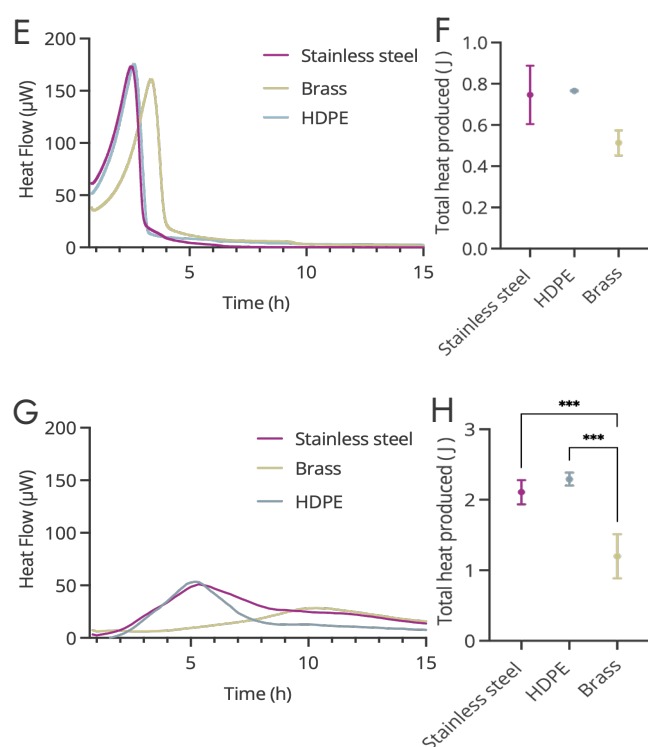 E
200
150
100
50
0
Heat Flow (µW)
Stainless steel
Brass
HDPE
5
10
15
Time (h)
F
1.0
0.8
0.6
0.4
0.2
0.0
Total heat produced ( J )
Stainless steel
HDPE
Brass
G
200
150
100
50
0
Heat Flow (µW)
Stainless steel
Brass
HDPE
5
10
15
Time (h)
H
3
2
1
0
Total heat produced ( J )
***
***
Stainless steel
HDPE
Brass